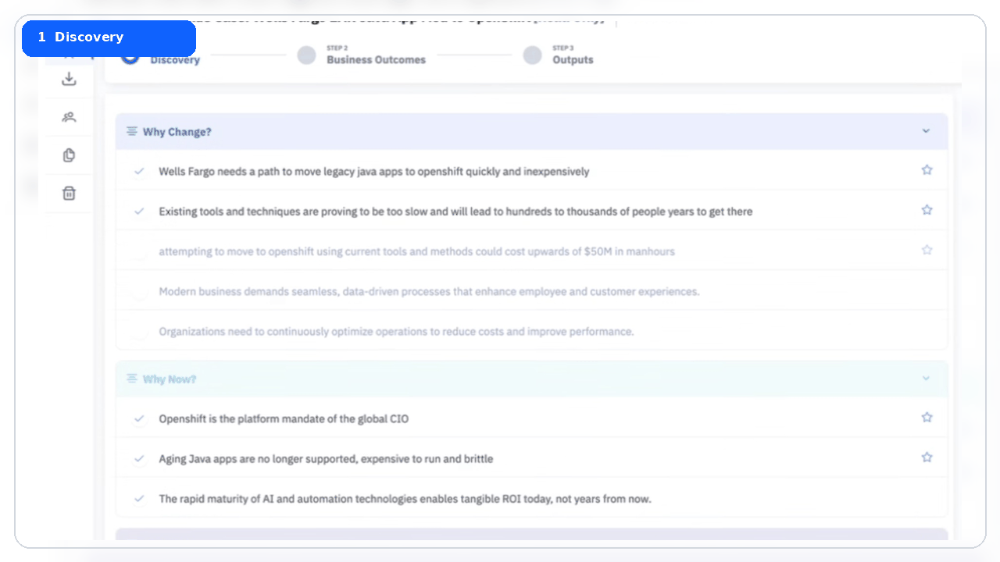 1 Discovery
Discovery
STEP 2
Business Outcomes
STEP 3
Outputs
Why Change?
Wells Fargo needs a path to move legacy java apps to openshift quickly and inexpensively
Existing tools and techniques are proving to be too slow and will lead to hundreds to thousands of people years to get there
attempting to move to openshift using current tools and methods could cost upwards of $50M in manhours
Modern business demands seamless, data-driven processes that enhance employee and customer experiences.
Organizations need to continuously optimize operations to reduce costs and improve performance.
Why Now?
Openshift is the platform mandate of the global CIO
Aging Java apps are no longer supported, expensive to run and brittle
The rapid maturity of AI and automation technologies enables tangible ROI today, not years from now.